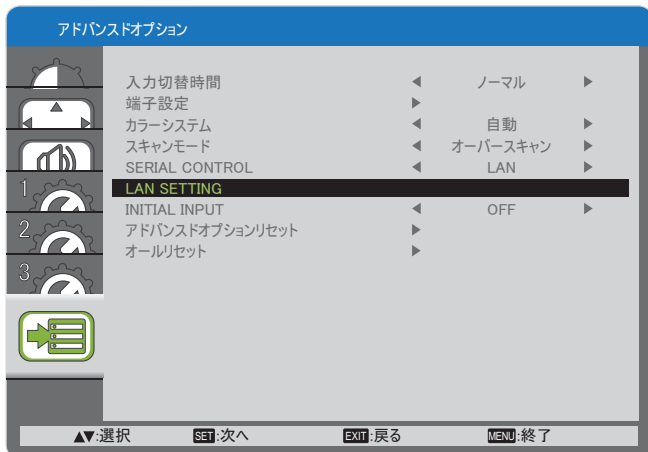 アドバンスドオプション
入力切替時間 ◀ ノーマル ▶
端子設定 ▶
カラーシステム ◀ 自動 ▶
スキャンモード ◀ オーバースキャン ▶
SERIAL CONTROL ◀ LAN ▶
LAN SETTING
INITIAL INPUT ◀ OFF ▶
アドバンスドオプションリセット ▶
オールリセット ▶
1
2
3
▲▼:選択 SET:次へ EXIT:戻る MENU:終了